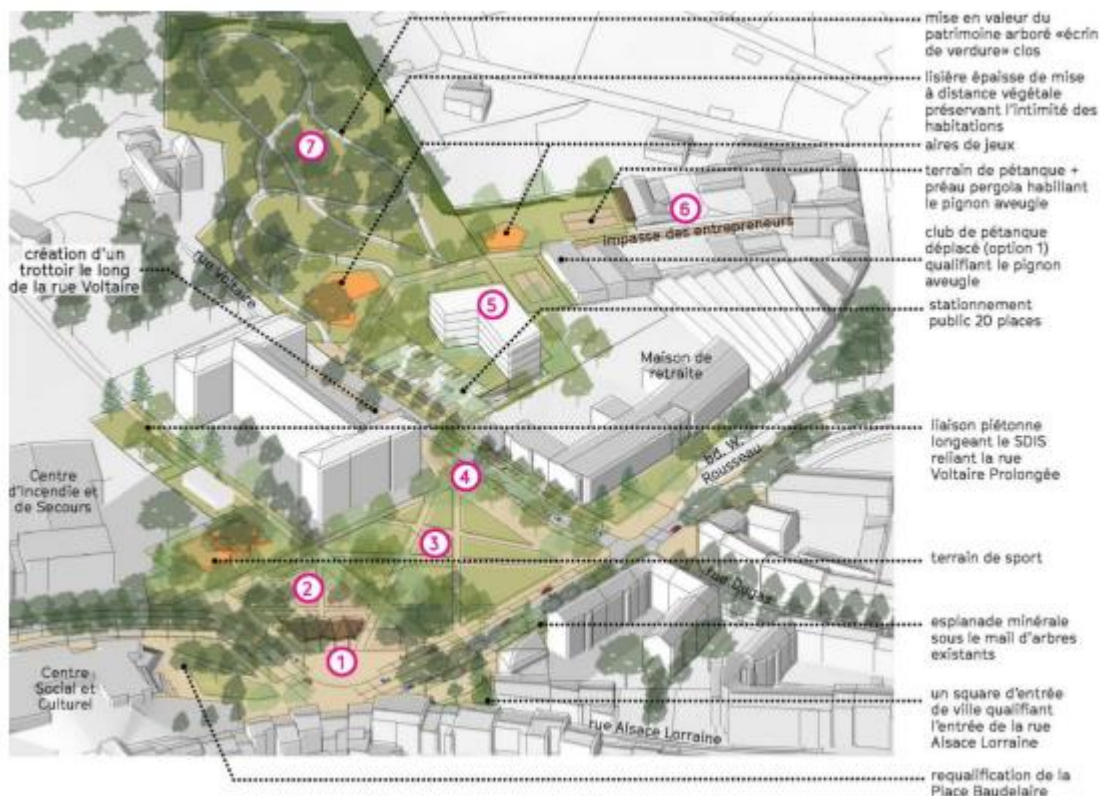 mise en valeur du
patrimoine arboré «écrin
de verdure» clos
lisière épaisse de mise
à distance végétale
préservant l'intimité des
habitations
aires de jeux
terrain de pétanque +
préau pergola habillant
le pignon aveugle
club de pétanque
déplacé (option 1)
qualifiant le pignon
aveugle
stationnement
public 20 places
liaison piétonne
longeant le SDIS
reliant la rue
Voltaire Prolongée
terrain de sport
esplanade minérale
sous le mail d'arbres
existants
un square d'entrée
de ville qualifiant
l'entrée de la rue
Alsace Lorraine
requalification de la
Place Baudelaire
création d'un
trottoir le long
de la rue Voltaire
7
6
impasse des entrepreneurs
rue Voltaire
5
Maison de
retraite
bd. W.
Rousseau
4
Centre
d'Incendie et
de Secours
3
2
rue Dugas
1
Centre
Social et
Culturel
rue Alsace Lorraine